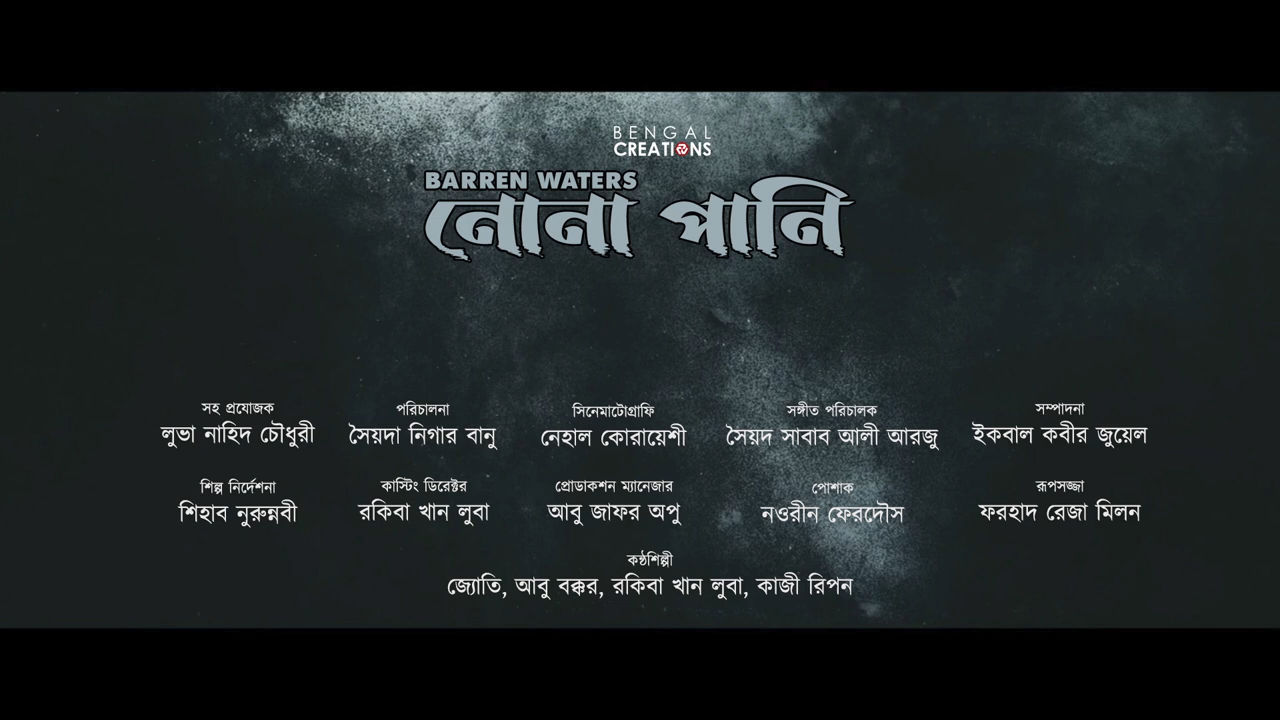 BENGAL
CREATIONS
BARREN WATERS
নোনা পানি
সহ প্রযোজক
লুভা নাহিদ চৌধুরী
পরিচালনা
সৈয়দা নিগার বানু
সিনেমাটোগ্রাফি
নেহাল কোরায়েশী
সঙ্গীত পরিচালক
সৈয়দ সাবাব আলী আরজু
সম্পাদনা
ইকবাল কবীর জুয়েল
শিল্প নির্দেশনা
শিহাব নুরুন্নবী
কাস্টিং ডিরেক্টর
রকিবা খান লুবা
প্রোডাকশন ম্যানেজার
আবু জাফর অপু
পোশাক
নওরীন ফেরদৌস
রূপসজ্জা
ফরহাদ রেজা মিলন
কন্ঠশিল্পী
জ্যোতি, আবু বক্কর, রকিবা খান লুবা, কাজী রিপন